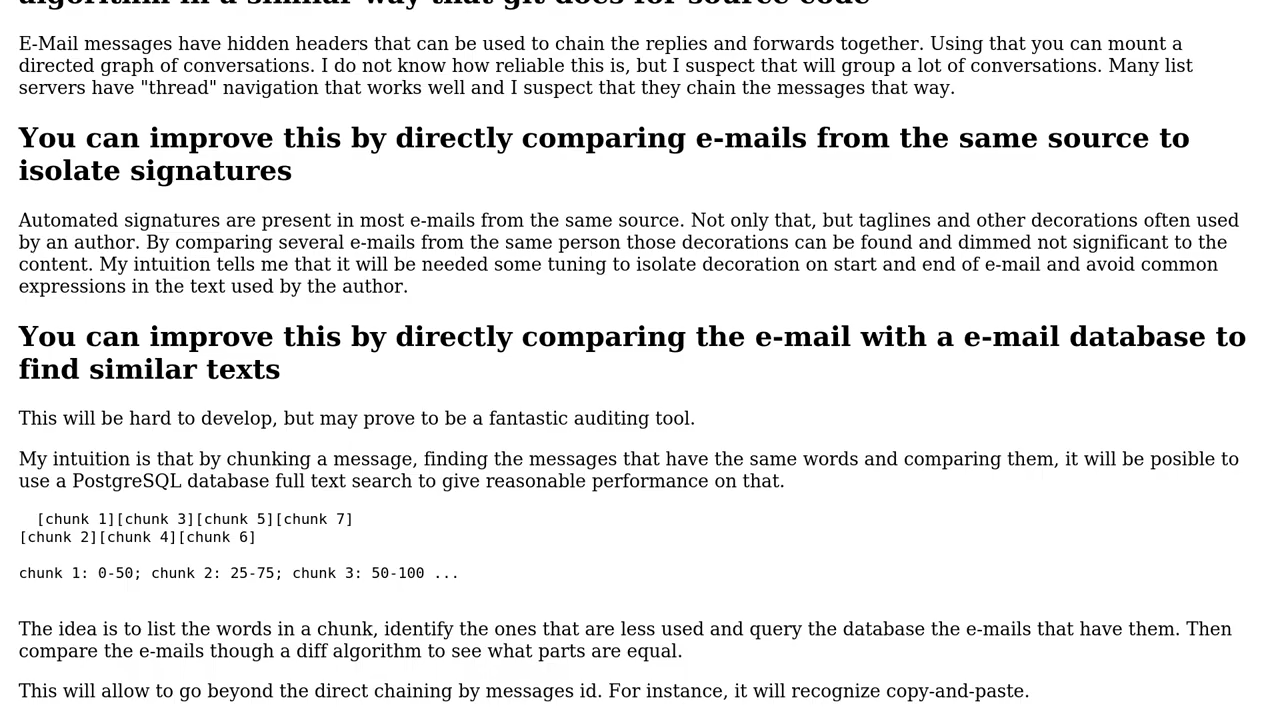 algorithm in a similar way that git does for source code
E-Mail messages have hidden headers that can be used to chain the replies and forwards together. Using that you can mount a
directed graph of conversations. I do not know how reliable this is, but I suspect that will group a lot of conversations. Many list
servers have "thread" navigation that works well and I suspect that they chain the messages that way.
You can improve this by directly comparing e-mails from the same source to
isolate signatures
Automated signatures are present in most e-mails from the same source. Not only that, but taglines and other decorations often used
by an author. By comparing several e-mails from the same person those decorations can be found and dimmed not significant to the
content. My intuition tells me that it will be needed some tuning to isolate decoration on start and end of e-mail and avoid common
expressions in the text used by the author.
You can improve this by directly comparing the e-mail with a e-mail database to
find similar texts
This will be hard to develop, but may prove to be a fantastic auditing tool.
My intuition is that by chunking a message, finding the messages that have the same words and comparing them, it will be posible to
use a PostgreSQL database full text search to give reasonable performance on that.
[chunk 1][chunk 3][chunk 5][chunk 7]
[chunk 2][chunk 4][chunk 6]
chunk 1: 0-50; chunk 2: 25-75; chunk 3: 50-100 ...
The idea is to list the words in a chunk, identify the ones that are less used and query the database the e-mails that have them. Then
compare the e-mails though a diff algorithm to see what parts are equal.
This will allow to go beyond the direct chaining by messages id. For instance, it will recognize copy-and-paste.